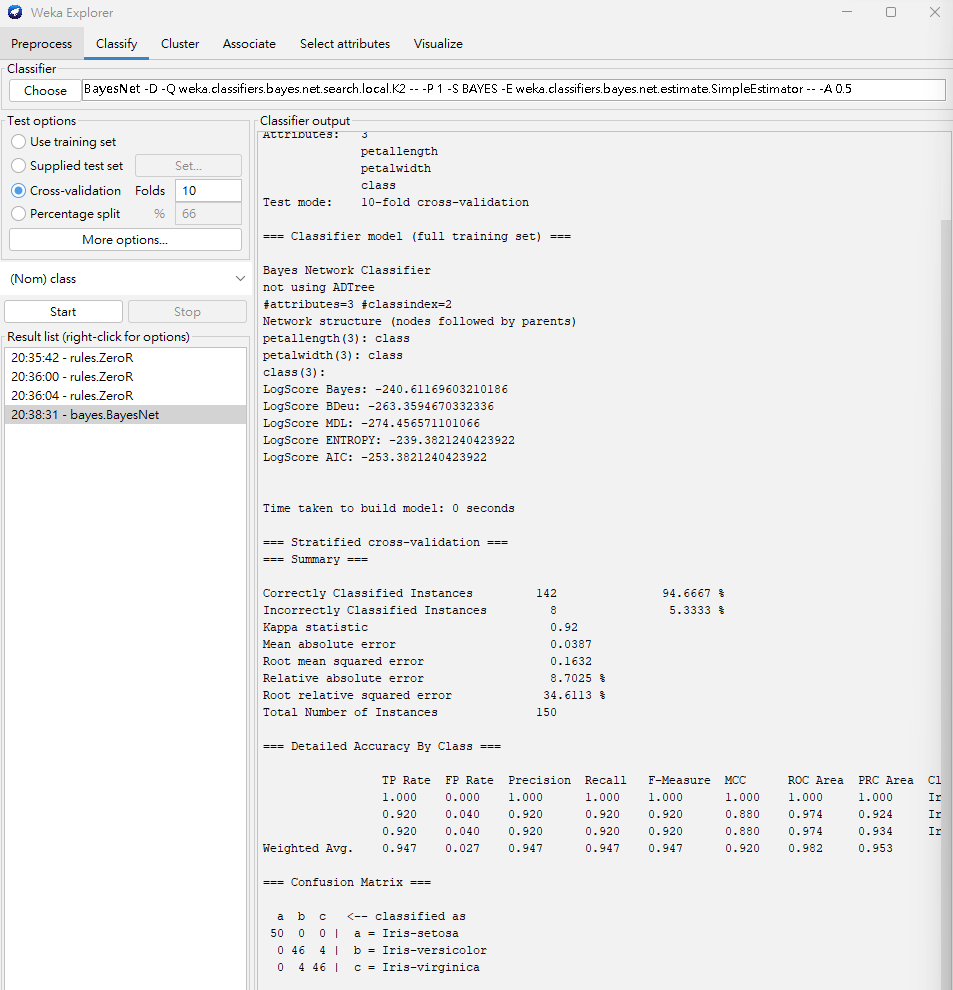 Weka Explorer
Preprocess Classify Cluster Associate Select attributes Visualize
Classifier
Choose BayesNet -D -Q weka.classifiers.bayes.net.search.local.K2 -- -P 1 -S BAYES -E weka.classifiers.bayes.net.estimate.SimpleEstimator -- -A 0.5
Test options
Use training set
Supplied test set Set...
Cross-validation Folds 10
Percentage split % 66
More options...
(Nom) class
Start Stop
Result list (right-click for options)
20:35:42 - rules.ZeroR
20:36:00 - rules.ZeroR
20:36:04 - rules.ZeroR
20:38:31 - bayes.BayesNet
Classifier output
Attributes: 3
petallength
petalwidth
class
Test mode: 10-fold cross-validation
=== Classifier model (full training set) ===
Bayes Network Classifier
not using ADTree
#attributes=3 #classindex=2
Network structure (nodes followed by parents)
petallength(3): class
petalwidth(3): class
class(3):
LogScore Bayes: -240.61169603210186
LogScore BDeu: -263.3594670332336
LogScore MDL: -274.456571101066
LogScore ENTROPY: -239.3821240423922
LogScore AIC: -253.3821240423922
Time taken to build model: 0 seconds
=== Stratified cross-validation ===
=== Summary ===
Correctly Classified Instances 142 94.6667 %
Incorrectly Classified Instances 8 5.3333 %
Kappa statistic 0.92
Mean absolute error 0.0387
Root mean squared error 0.1632
Relative absolute error 8.7025 %
Root relative squared error 34.6113 %
Total Number of Instances 150
=== Detailed Accuracy By Class ===
TP Rate FP Rate Precision Recall F-Measure MCC ROC Area PRC Area Cl
1.000 0.000 1.000 1.000 1.000 1.000 1.000 1.000 Ir
0.920 0.040 0.920 0.920 0.920 0.880 0.974 0.924 Ir
0.920 0.040 0.920 0.920 0.920 0.880 0.974 0.934 Ir
Weighted Avg. 0.947 0.027 0.947 0.947 0.947 0.920 0.982 0.953
=== Confusion Matrix ===
a b c <-- classified as
50 0 0 | a = Iris-setosa
0 46 4 | b = Iris-versicolor
0 4 46 | c = Iris-virginica